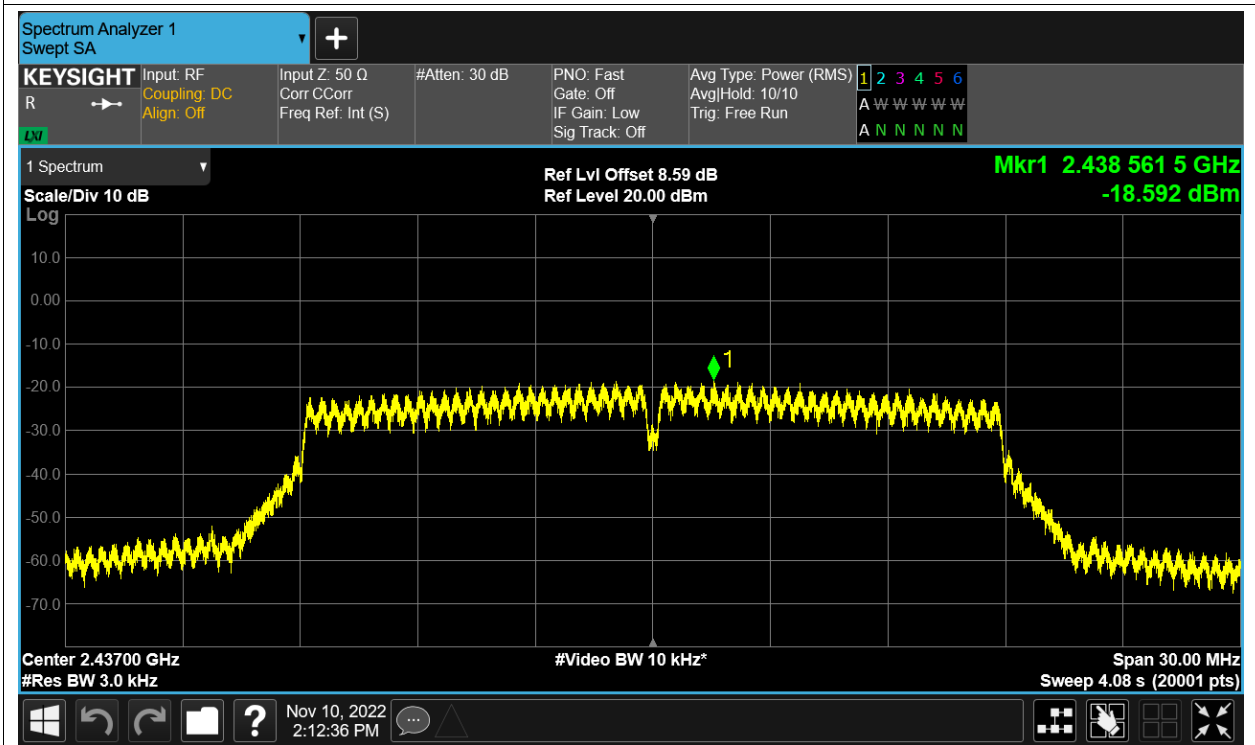 Spectrum Analyzer 1
Swept SA
KEYSIGHT
R
LXI
Input: RF
Coupling: DC
Align: Off
Input Z: 50 Ω
Corr CCorr
Freq Ref: Int (S)
#Atten: 30 dB
PNO: Fast
Gate: Off
IF Gain: Low
Sig Track: Off
Avg Type: Power (RMS)
Avg|Hold: 10/10
Trig: Free Run
1 2 3 4 5 6
A W W W W W
A N N N N N
1 Spectrum
Scale/Div 10 dB
Log
Ref Lvl Offset 8.59 dB
Ref Level 20.00 dBm
Mkr1 2.438 561 5 GHz
-18.592 dBm
10.0
0.00
-10.0
-20.0
-30.0
-40.0
-50.0
-60.0
-70.0
1
Center 2.43700 GHz
#Res BW 3.0 kHz
#Video BW 10 kHz*
Span 30.00 MHz
Sweep 4.08 s (20001 pts)
?
Nov 10, 2022
2:12:36 PM